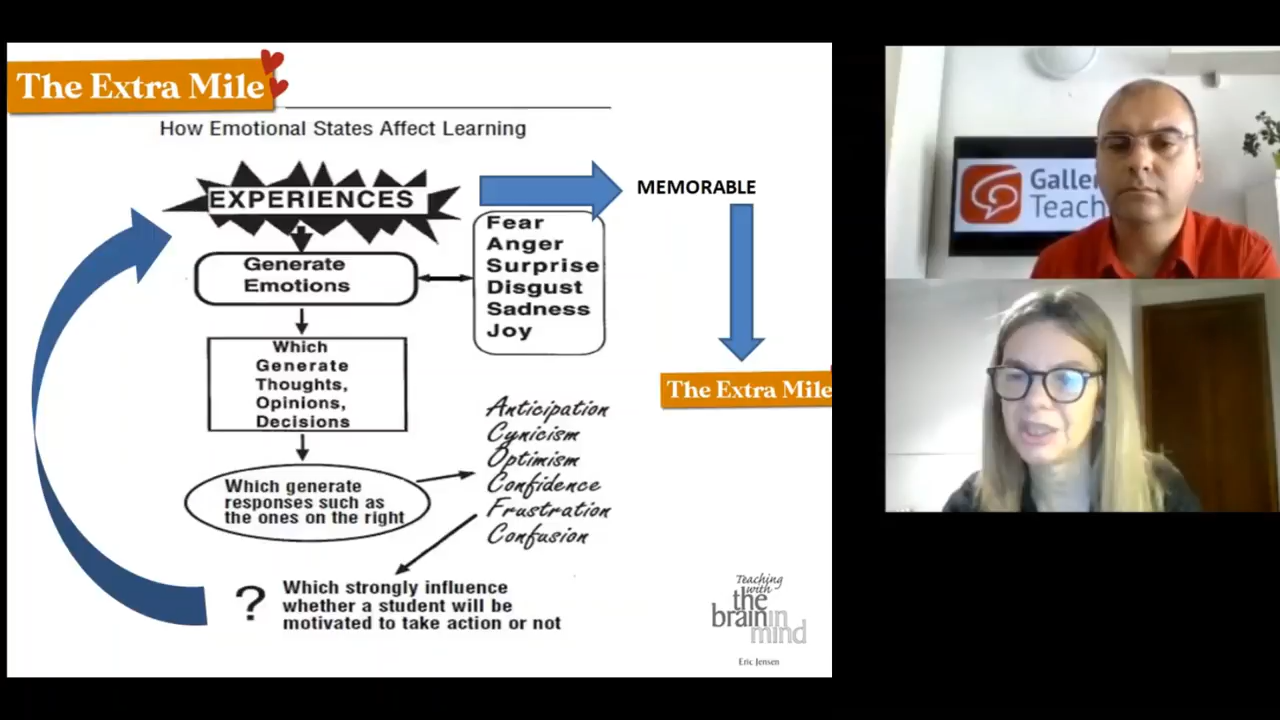 The Extra Mile
How Emotional States Affect Learning
EXPERIENCES
MEMORABLE
Fear
Anger
Surprise
Disgust
Sadness
Joy
Generate
Emotions
Which
Generate
Thoughts,
Opinions,
Decisions
The Extra Mile
Anticipation
Cynicism
Optimism
Confidence
Frustration
Confusion
Which generate
responses such as
the ones on the right
? Which strongly influence
whether a student will be
motivated to take action or not
Teaching
with
the
brain in
mind
Eric Jensen
Teach